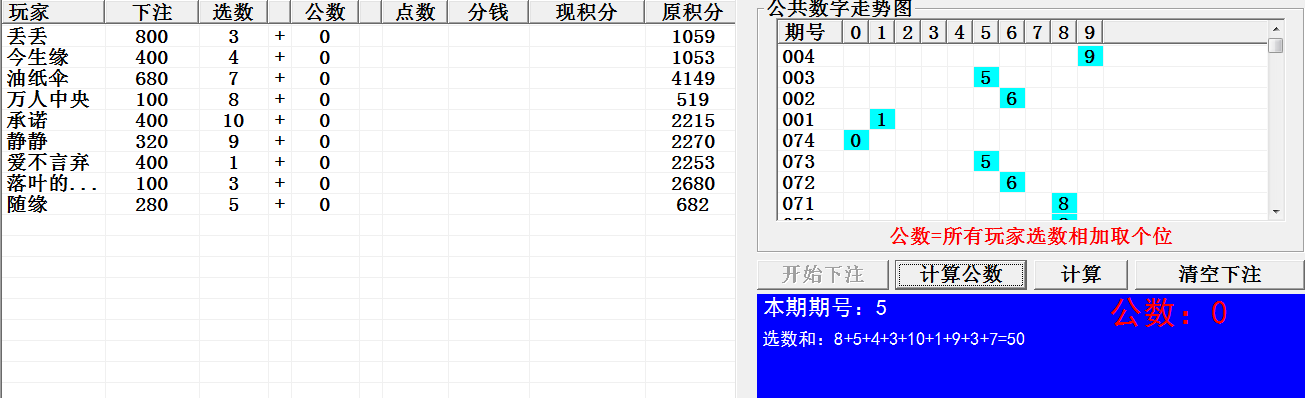 玩家 下注 选数 公数 点数 分钱 现积分 原积分
丢丢 800 3 + 0 1059
今生缘 400 4 + 0 1053
油纸伞 680 7 + 0 4149
万人中央 100 8 + 0 519
承诺 400 10 + 0 2215
静静 320 9 + 0 2270
爱不言弃 400 1 + 0 2253
落叶的... 100 3 + 0 2680
随缘 280 5 + 0 682
公共数字走势图
期号 0 1 2 3 4 5 6 7 8 9
004 9
003 5
002 6
001 1
074 0
073 5
072 6
071 8
公数=所有玩家选数相加取个位
开始下注 计算公数 计算 清空下注
本期期号：5 公数：0
选数和：8+5+4+3+10+1+9+3+7=50